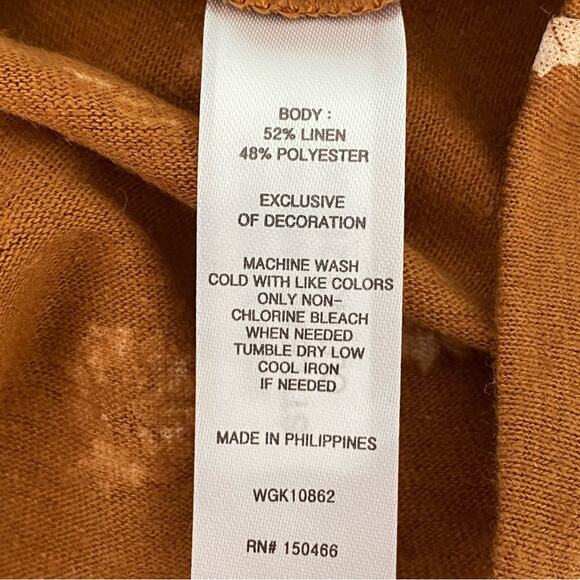 BODY :
52% LINEN
48% POLYESTER
EXCLUSIVE
OF DECORATION
MACHINE WASH
COLD WITH LIKE COLORS
ONLY NON-
CHLORINE BLEACH
WHEN NEEDED
TUMBLE DRY LOW
COOL IRON
IF NEEDED
MADE IN PHILIPPINES
WGK10862
RN# 150466